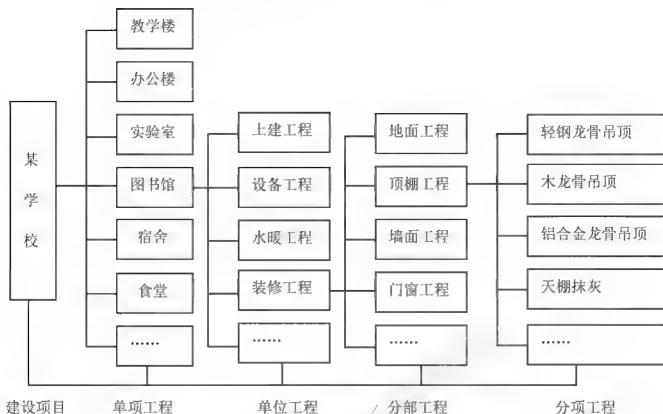 某学校
教学楼
办公楼
实验室
图书馆
宿舍
食堂
……
上建工程
设备工程
水暖工程
装修工程
……
地面工程
顶棚工程
墙面工程
门窗工程
……
轻钢龙骨吊顶
木龙骨吊顶
铝合金龙骨吊顶
天棚抹灰
……
建设项目
单项工程
单位工程
分部工程
分项工程